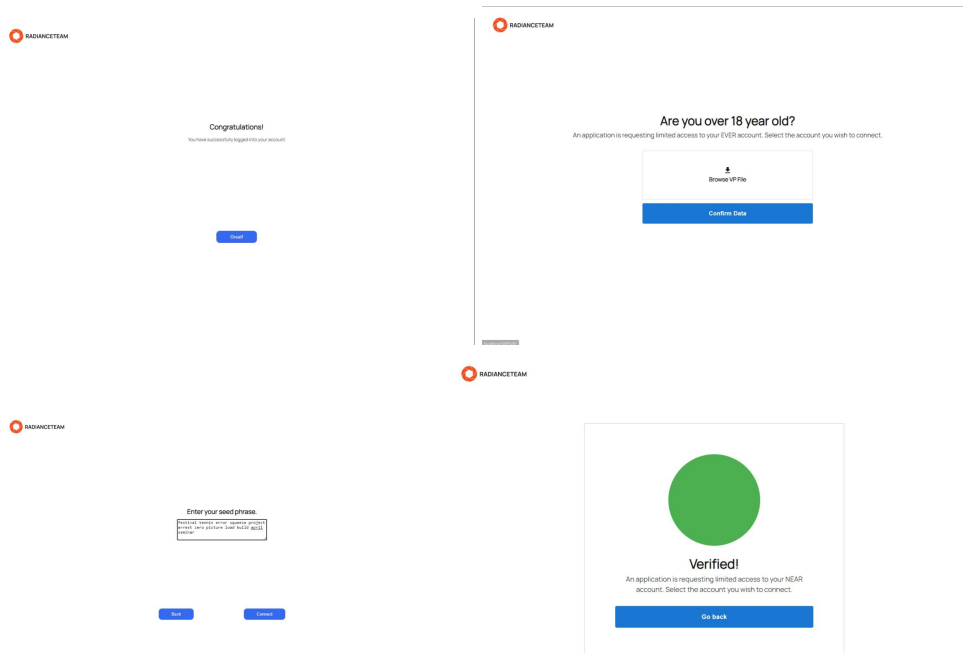 RADIANCETEAM
Congratulations!
You have successfully logged into your account
Great!
RADIANCETEAM
Are you over 18 year old?
An application is requesting limited access to your EVER account. Select the account you wish to connect.
Browse VP File
Confirm Data
RADIANCETEAM
Enter your seed phrase.
festival tennis error squeeze project
arrest zero picture load build april
seminar
Back
Connect
RADIANCETEAM
Verified!
An application is requesting limited access to your NEAR
account. Select the account you wish to connect.
Go back